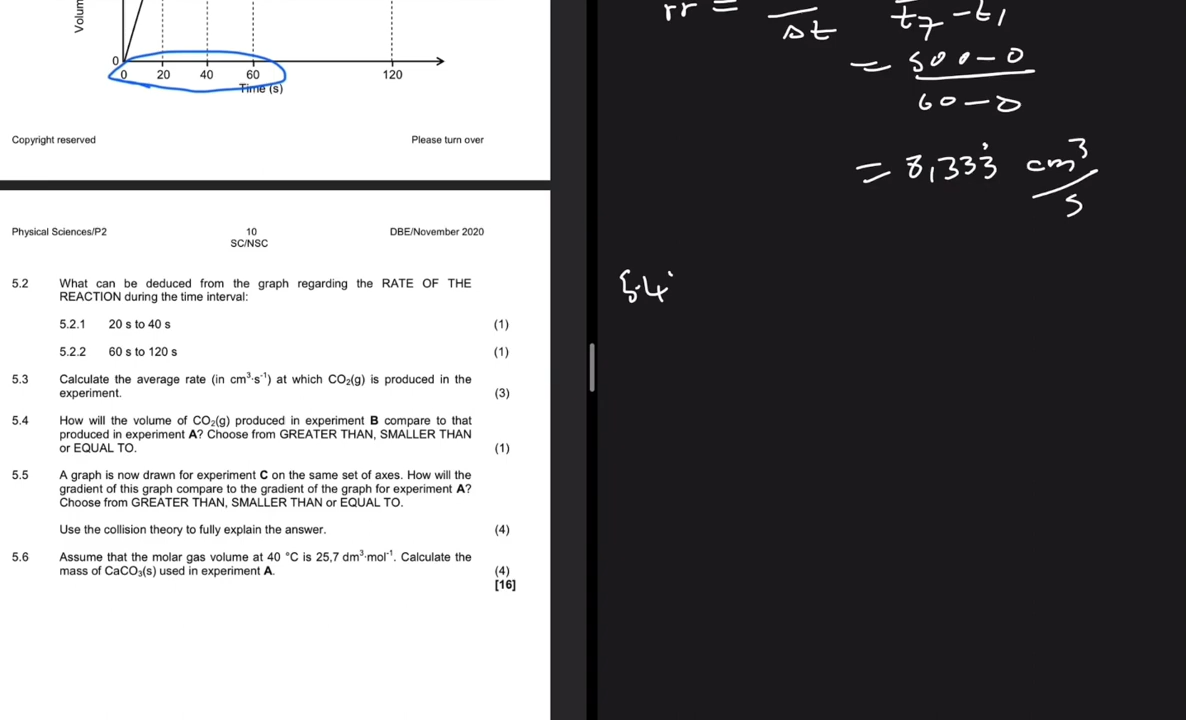 Volum
0
0 20 40 60 120
Time (s)
Copyright reserved Please turn over
Physical Sciences/P2 10 DBE/November 2020
SC/NSC
5.2 What can be deduced from the graph regarding the RATE OF THE
REACTION during the time interval:
5.2.1 20 s to 40 s (1)
5.2.2 60 s to 120 s (1)
5.3 Calculate the average rate (in cm³·s⁻¹) at which CO₂(g) is produced in the
experiment. (3)
5.4 How will the volume of CO₂(g) produced in experiment B compare to that
produced in experiment A? Choose from GREATER THAN, SMALLER THAN
or EQUAL TO. (1)
5.5 A graph is now drawn for experiment C on the same set of axes. How will the
gradient of this graph compare to the gradient of the graph for experiment A?
Choose from GREATER THAN, SMALLER THAN or EQUAL TO.
Use the collision theory to fully explain the answer. (4)
5.6 Assume that the molar gas volume at 40 °C is 25,7 dm³·mol⁻¹. Calculate the
mass of CaCO₃(s) used in experiment A. (4)
[16]
rr =
Δt t7 - t1
= 500 - 0
60 - 0
= 8,333̇ cm³/s
5.4